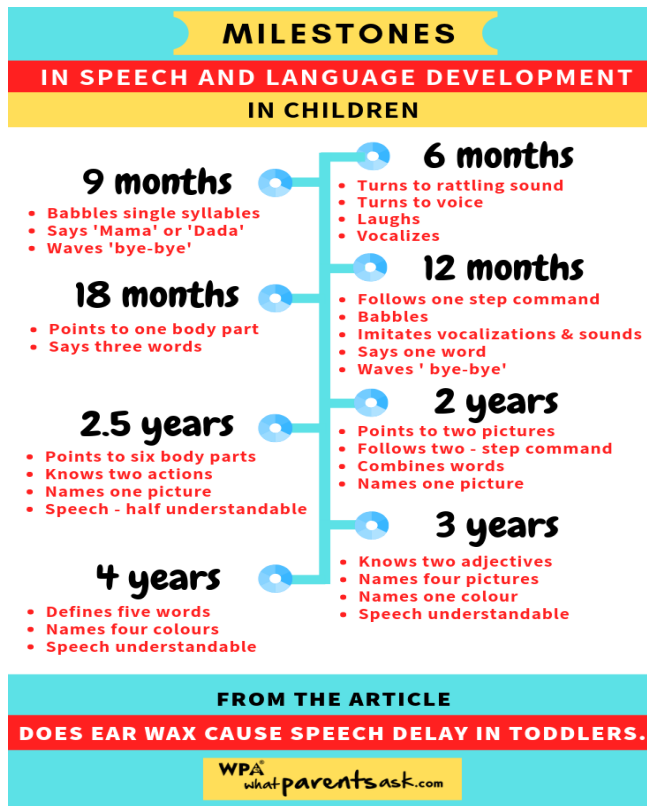 MILESTONES
IN SPEECH AND LANGUAGE DEVELOPMENT
IN CHILDREN
6 months
• Turns to rattling sound
• Turns to voice
• Laughs
• Vocalizes
9 months
• Babbles single syllables
• Says 'Mama' or 'Dada'
• Waves 'bye-bye'
12 months
• Follows one step command
• Babbles
• Imitates vocalizations & sounds
• Says one word
• Waves ' bye-bye'
18 months
• Points to one body part
• Says three words
2 years
• Points to two pictures
• Follows two - step command
• Combines words
• Names one picture
2.5 years
• Points to six body parts
• Knows two actions
• Names one picture
• Speech - half understandable
3 years
• Knows two adjectives
• Names four pictures
• Names one colour
• Speech understandable
4 years
• Defines five words
• Names four colours
• Speech understandable
FROM THE ARTICLE
DOES EAR WAX CAUSE SPEECH DELAY IN TODDLERS.
WPA
whatparentsask.com